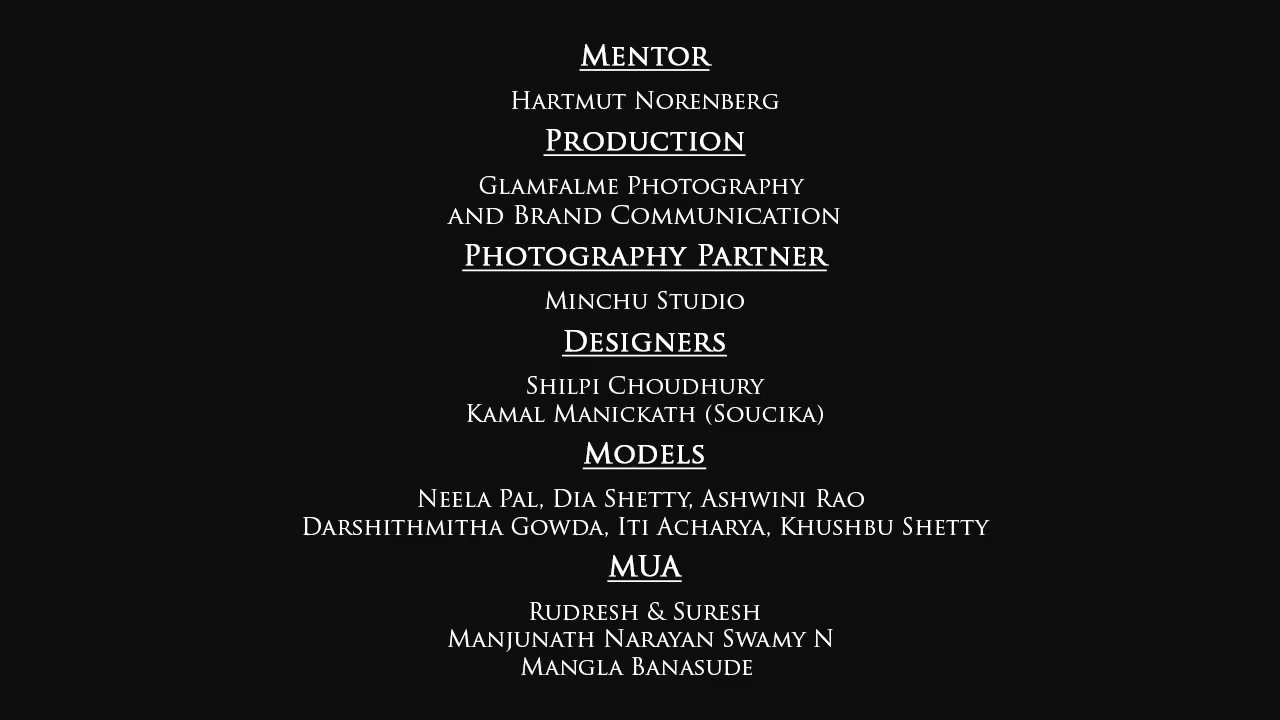 Mentor
Hartmut Norenberg
Production
Glamfalme Photography
and Brand Communication
Photography Partner
Minchu Studio
Designers
Shilpi Choudhury
Kamal Manickath (Soucika)
Models
Neela Pal, Dia Shetty, Ashwini Rao
Darshithmitha Gowda, Iti Acharya, Khushbu Shetty
MUA
Rudresh & Suresh
Manjunath Narayan Swamy N
Mangla Banasude